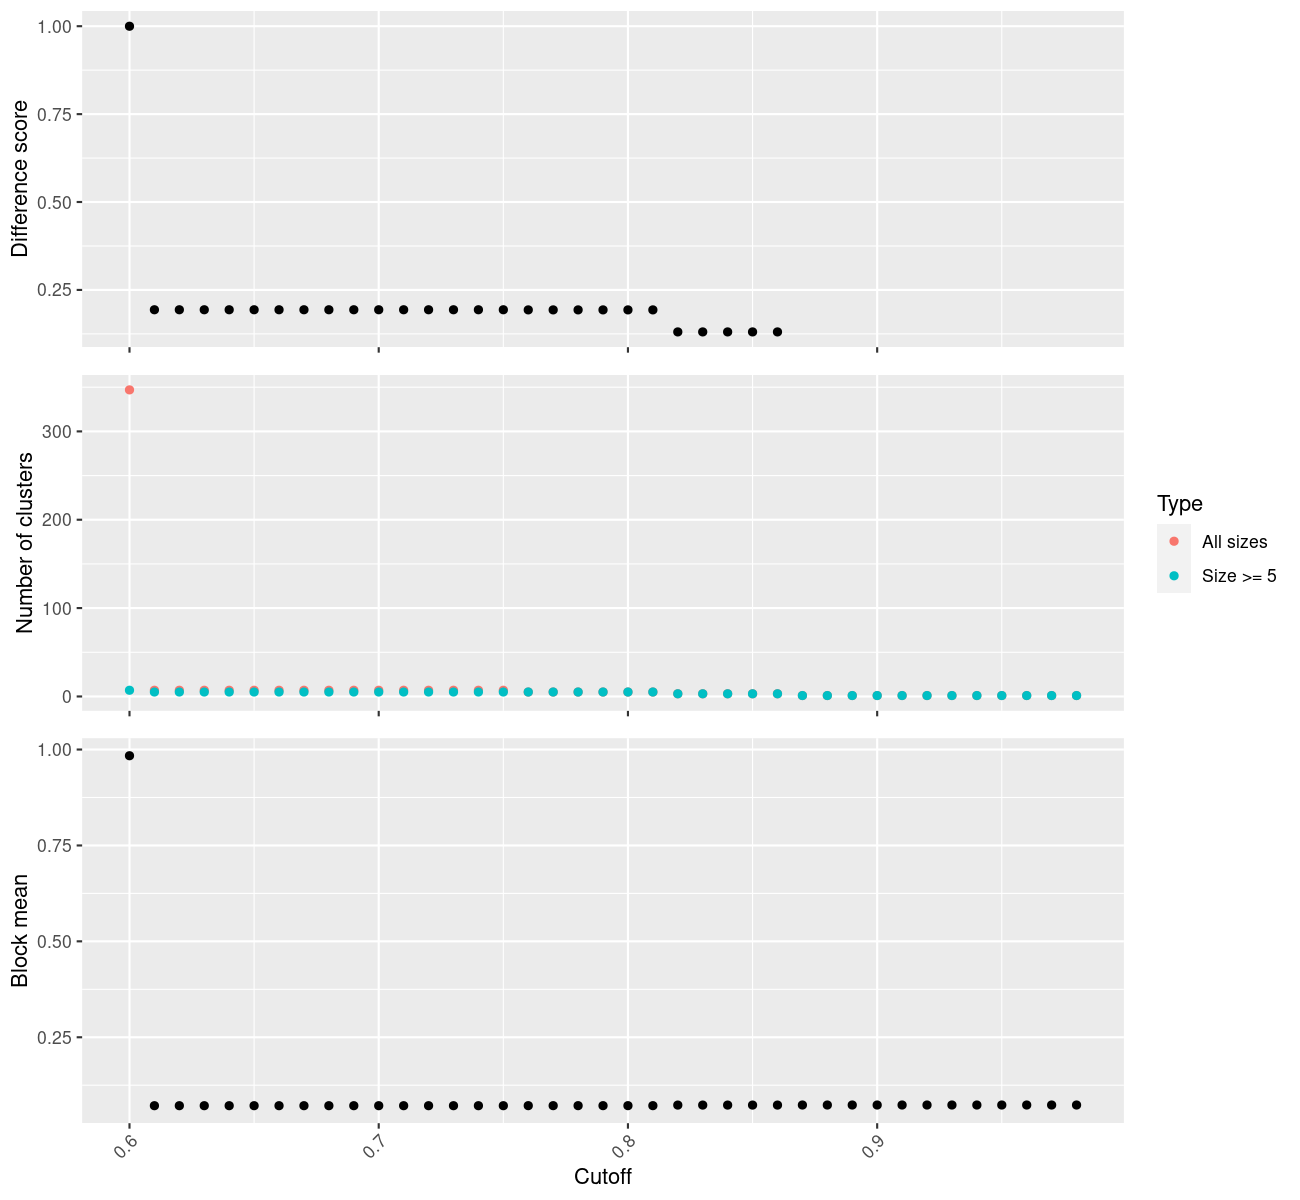 1.00
0.75
0.50
0.25
Difference score
300
200
100
0
Number of clusters
Type
All sizes
Size >= 5
1.00
0.75
0.50
0.25
Block mean
0.6
0.7
0.8
0.9
Cutoff